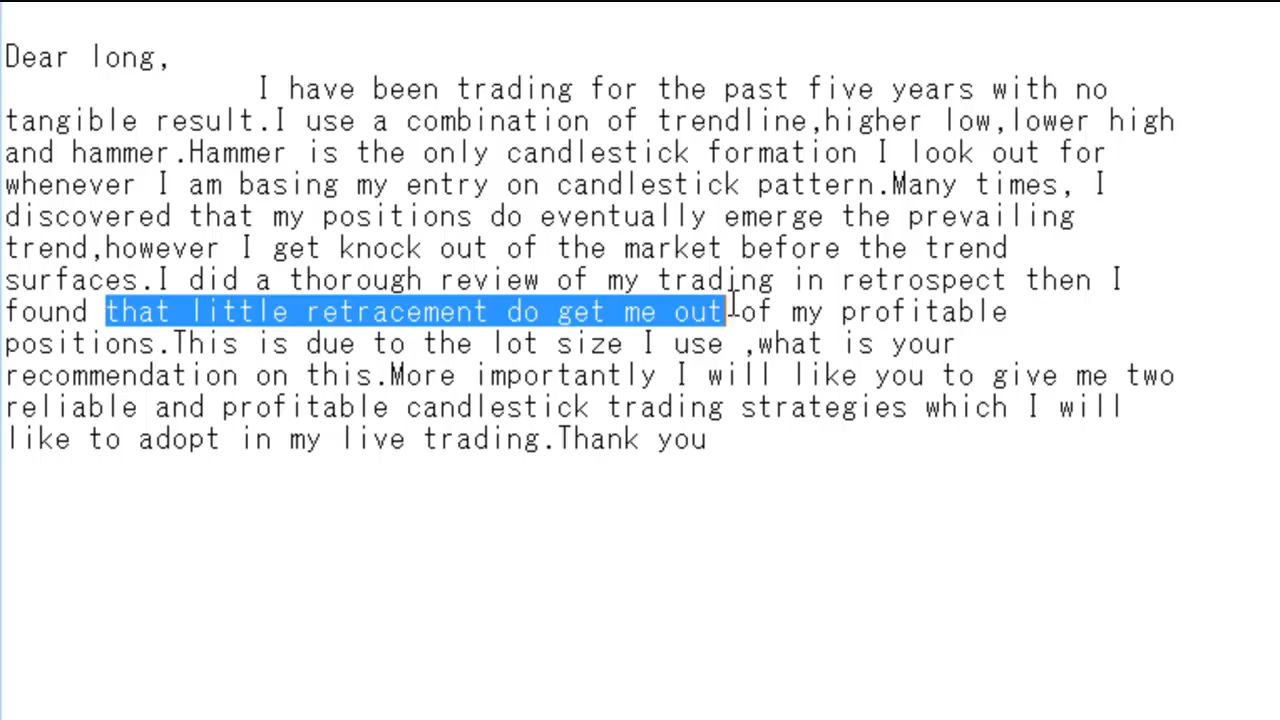 Dear long,
I have been trading for the past five years with no
tangible result.I use a combination of trendline,higher low,lower high
and hammer.Hammer is the only candlestick formation I look out for
whenever I am basing my entry on candlestick pattern.Many times, I
discovered that my positions do eventually emerge the prevailing
trend,however I get knock out of the market before the trend
surfaces.I did a thorough review of my trading in retrospect then I
found that little retracement do get me out of my profitable
positions.This is due to the lot size I use ,what is your
recommendation on this.More importantly I will like you to give me two
reliable and profitable candlestick trading strategies which I will
like to adopt in my live trading.Thank you